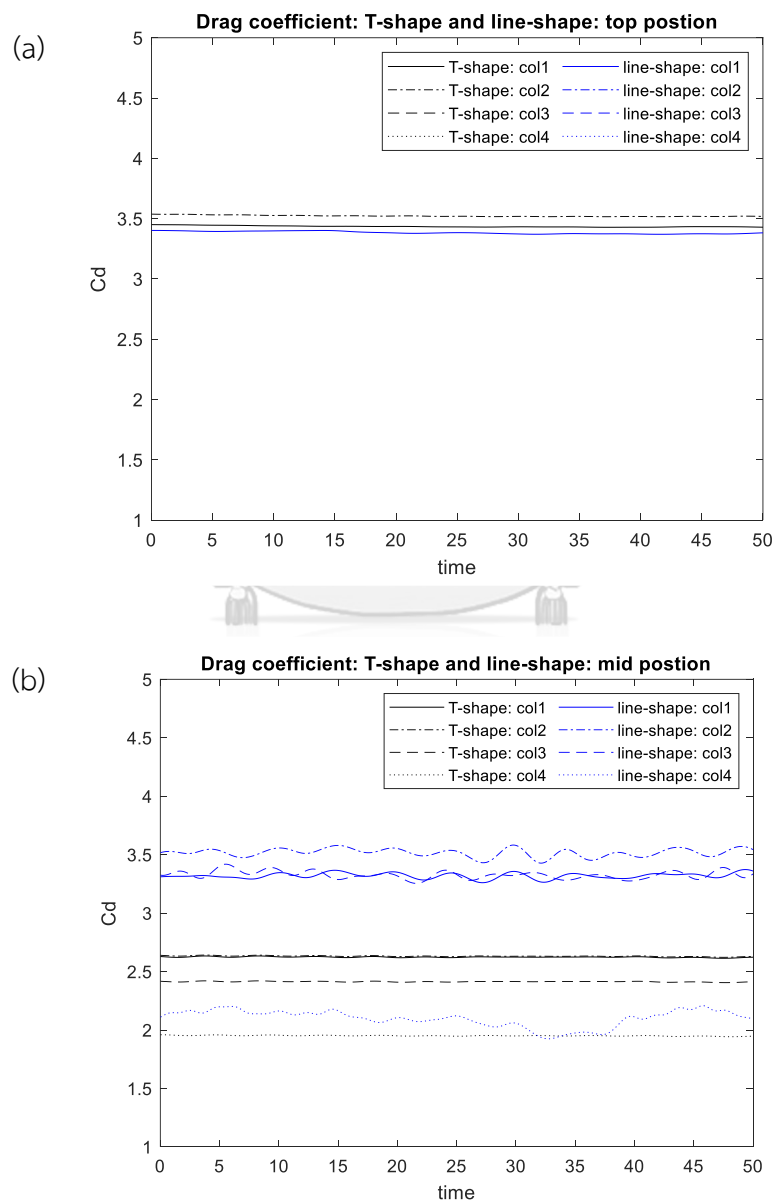 (a)
Drag coefficient: T-shape and line-shape: top postion
5
4.5
4
3.5
3
2.5
2
1.5
1
Cd
T-shape: col1 line-shape: col1
T-shape: col2 line-shape: col2
T-shape: col3 line-shape: col3
T-shape: col4 line-shape: col4
0 5 10 15 20 25 30 35 40 45 50
time
(b)
Drag coefficient: T-shape and line-shape: mid postion
5
4.5
4
3.5
3
2.5
2
1.5
1
Cd
T-shape: col1 line-shape: col1
T-shape: col2 line-shape: col2
T-shape: col3 line-shape: col3
T-shape: col4 line-shape: col4
0 5 10 15 20 25 30 35 40 45 50
time